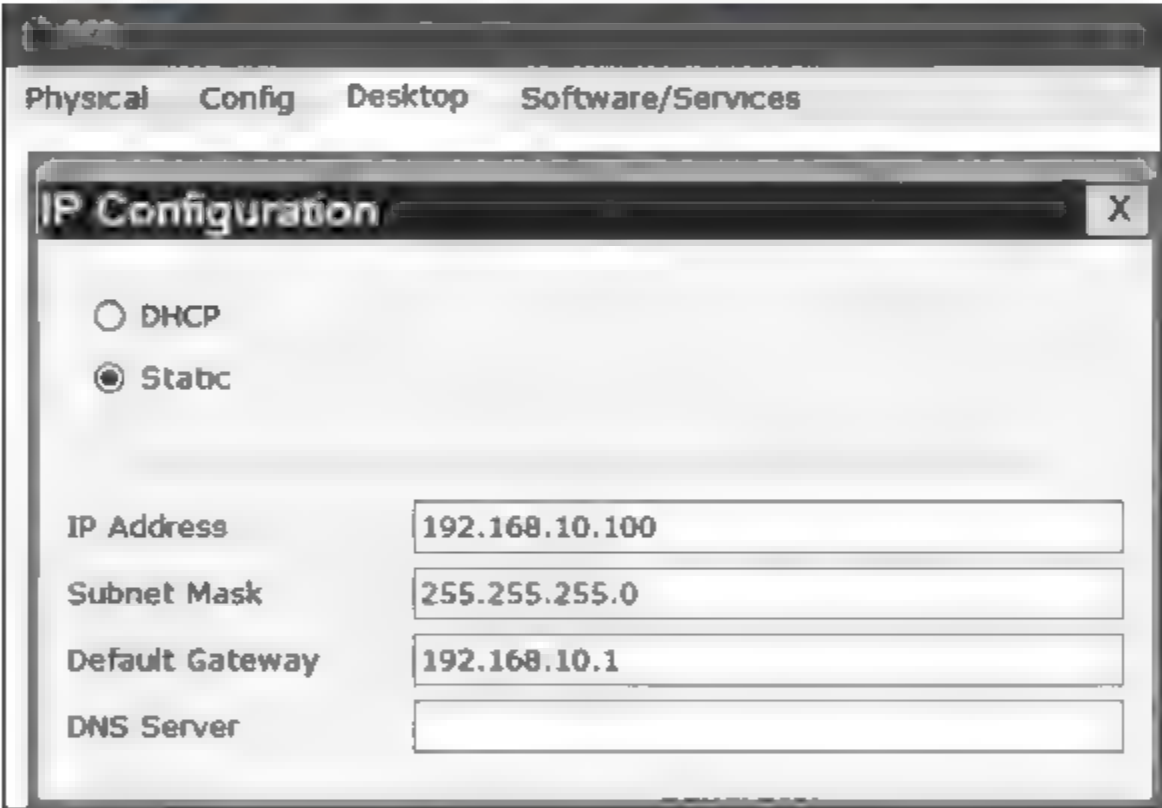 Physical Config Desktop Software/Services
IP Configuration X
DHCP
Static
IP Address 192.168.10.100
Subnet Mask 255.255.255.0
Default Gateway 192.168.10.1
DNS Server